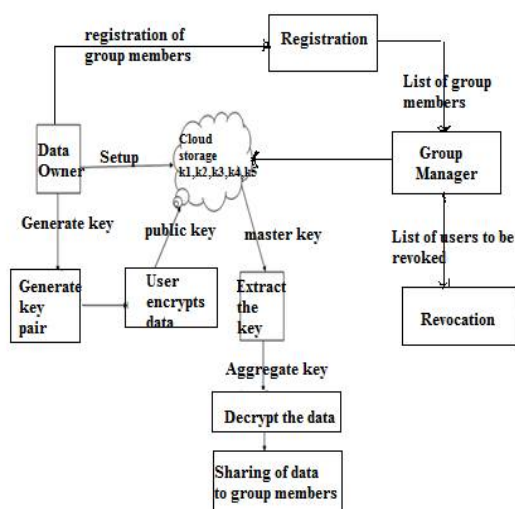 registration of
group members
Registration
List of group
members
Data
Owner
Setup
Cloud
storage
k1,k2,k3,k4,k5
Group
Manager
Generate key
public key
master key
List of users to be
revoked
Generate
key
pair
User
encrypts
data
Extract
the
key
Revocation
Aggregate key
Decrypt the data
Sharing of data
to group members